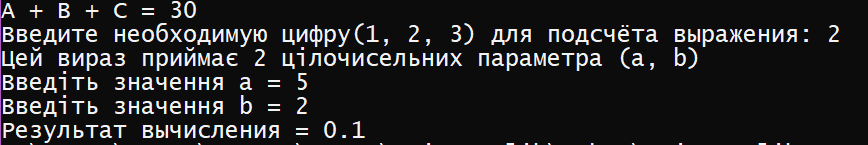 A + B + C = 30
Введите необходимую цифру(1, 2, 3) для подсчёта выражения: 2
Цей вираз приймає 2 цілочисельних параметра (a, b)
Введіть значення a = 5
Введіть значення b = 2
Результат вычисления = 0.1